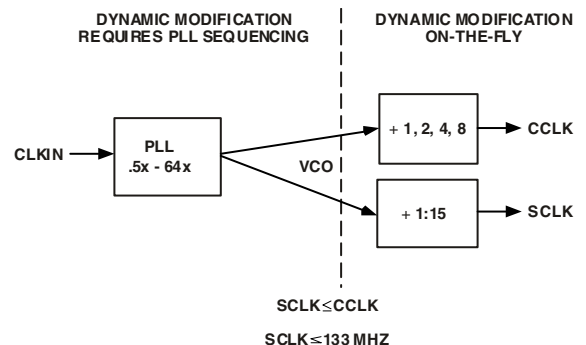 DYNAMIC MODIFICATION
REQUIRES PLL SEQUENCING
DYNAMIC MODIFICATION
ON-THE-FLY
CLKIN
PLL
.5x - 64x
VCO
+ 1, 2, 4, 8
CCLK
+ 1:15
SCLK
SCLK≤CCLK
SCLK≤133 MHZ